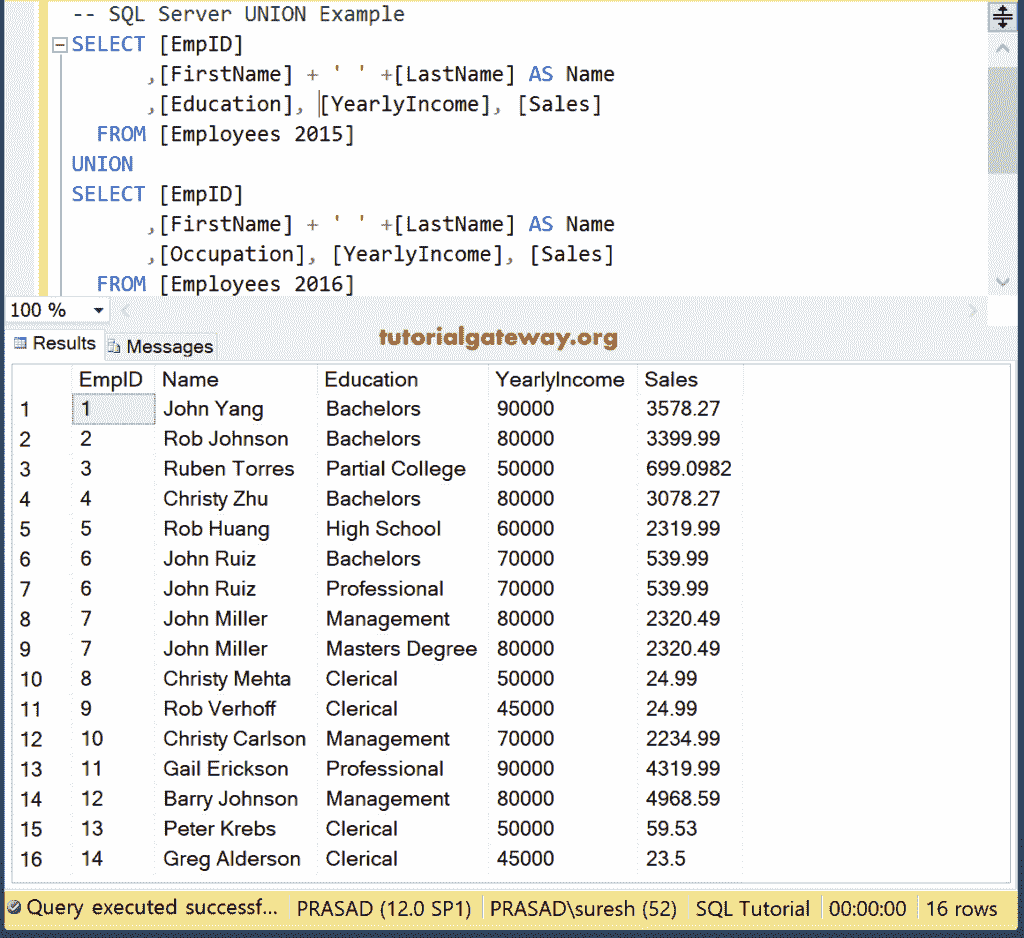 -- SQL Server UNION Example
SELECT [EmpID]
,[FirstName] + ' ' +[LastName] AS Name
,[Education], [YearlyIncome], [Sales]
FROM [Employees 2015]
UNION
SELECT [EmpID]
,[FirstName] + ' ' +[LastName] AS Name
,[Occupation], [YearlyIncome], [Sales]
FROM [Employees 2016]
100 %
tutorialgateway.org
Results Messages
EmpID Name Education YearlyIncome Sales
1 1 John Yang Bachelors 90000 3578.27
2 2 Rob Johnson Bachelors 80000 3399.99
3 3 Ruben Torres Partial College 50000 699.0982
4 4 Christy Zhu Bachelors 80000 3078.27
5 5 Rob Huang High School 60000 2319.99
6 6 John Ruiz Bachelors 70000 539.99
7 6 John Ruiz Professional 70000 539.99
8 7 John Miller Management 80000 2320.49
9 7 John Miller Masters Degree 80000 2320.49
10 8 Christy Mehta Clerical 50000 24.99
11 9 Rob Verhoff Clerical 45000 24.99
12 10 Christy Carlson Management 70000 2234.99
13 11 Gail Erickson Professional 90000 4319.99
14 12 Barry Johnson Management 80000 4968.59
15 13 Peter Krebs Clerical 50000 59.53
16 14 Greg Alderson Clerical 45000 23.5
Query executed successf... PRASAD (12.0 SP1) PRASAD\suresh (52) SQL Tutorial 00:00:00 16 rows